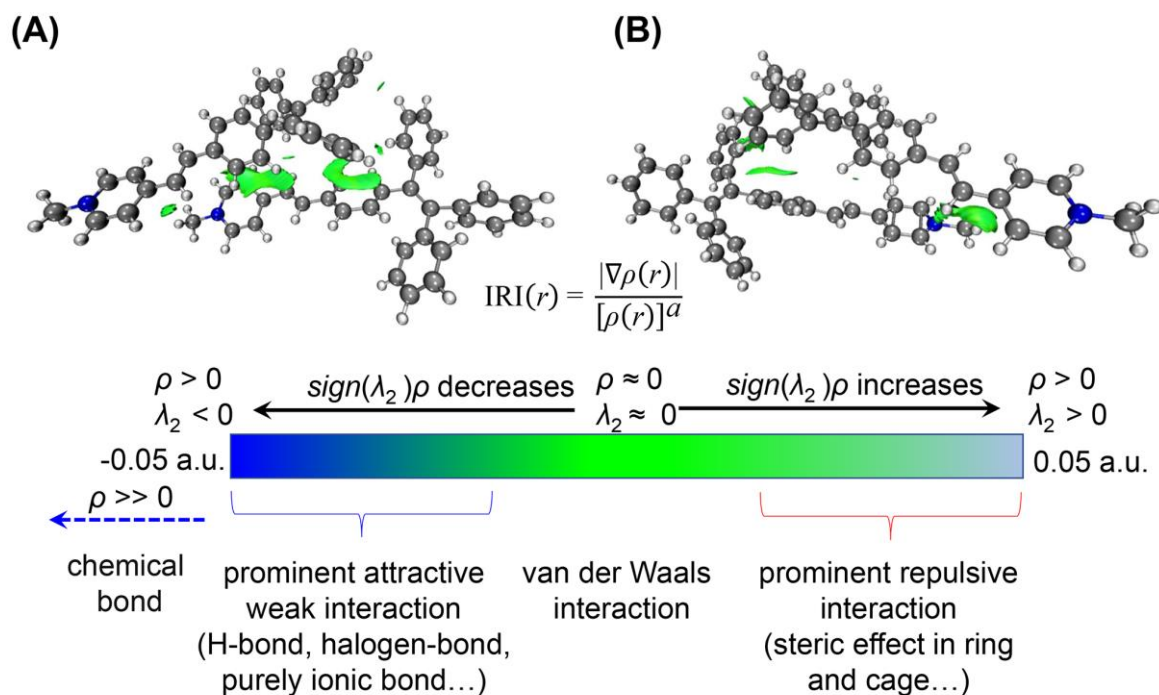 (A)
(B)
IRI(r) = |∇ρ(r)| / [ρ(r)]^a
ρ > 0
λ₂ < 0
sign(λ₂)ρ decreases
ρ ≈ 0
λ₂ ≈ 0
sign(λ₂)ρ increases
ρ > 0
λ₂ > 0
-0.05 a.u.
0.05 a.u.
ρ >> 0
chemical
bond
prominent attractive
weak interaction
(H-bond, halogen-bond,
purely ionic bond…)
van der Waals
interaction
prominent repulsive
interaction
(steric effect in ring
and cage…)